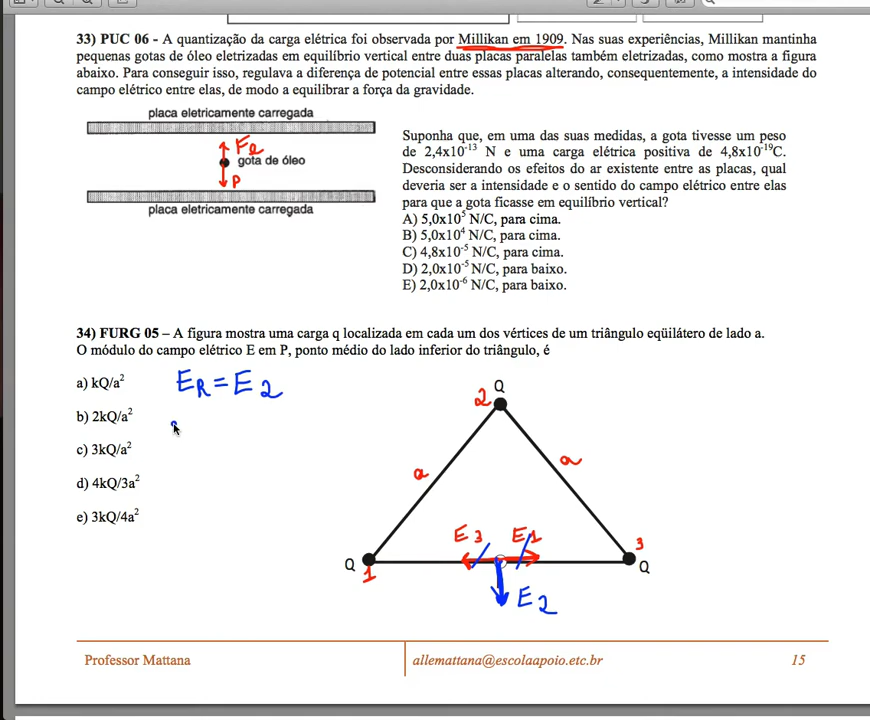 33) PUC 06 - A quantização da carga elétrica foi observada por Millikan em 1909. Nas suas experiências, Millikan mantinha
pequenas gotas de óleo eletrizadas em equilíbrio vertical entre duas placas paralelas também eletrizadas, como mostra a figura
abaixo. Para conseguir isso, regulava a diferença de potencial entre essas placas alterando, consequentemente, a intensidade do
campo elétrico entre elas, de modo a equilibrar a força da gravidade.
placa eletricamente carregada
Fe
gota de óleo
P
placa eletricamente carregada
Suponha que, em uma das suas medidas, a gota tivesse um peso
de 2,4x10⁻¹³ N e uma carga elétrica positiva de 4,8x10⁻¹⁹C.
Desconsiderando os efeitos do ar existente entre as placas, qual
deveria ser a intensidade e o sentido do campo elétrico entre elas
para que a gota ficasse em equilíbrio vertical?
A) 5,0x10⁵ N/C, para cima.
B) 5,0x10⁴ N/C, para cima.
C) 4,8x10⁻⁵ N/C, para cima.
D) 2,0x10⁻⁵ N/C, para baixo.
E) 2,0x10⁻⁶ N/C, para baixo.
34) FURG 05 – A figura mostra uma carga q localizada em cada um dos vértices de um triângulo eqüilátero de lado a.
O módulo do campo elétrico E em P, ponto médio do lado inferior do triângulo, é
a) kQ/a²
b) 2kQ/a²
c) 3kQ/a²
d) 4kQ/3a²
e) 3kQ/4a²
ER = E2
Q
2
a
a
E3
E1
3
Q
1
Q
E2
Professor Mattana
allemattana@escolaapoio.etc.br
15